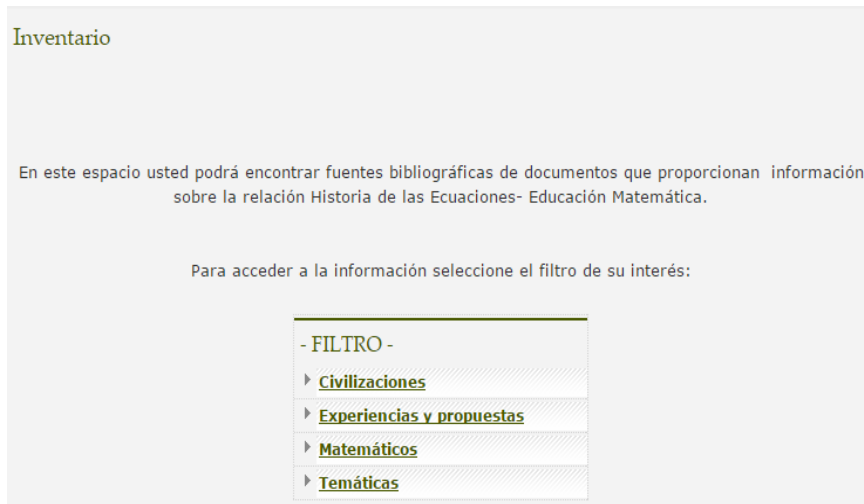 Inventario
En este espacio usted podrá encontrar fuentes bibliográficas de documentos que proporcionan información
sobre la relación Historia de las Ecuaciones- Educación Matemática.
Para acceder a la información seleccione el filtro de su interés:
- FILTRO -
Civilizaciones
Experiencias y propuestas
Matemáticos
Temáticas